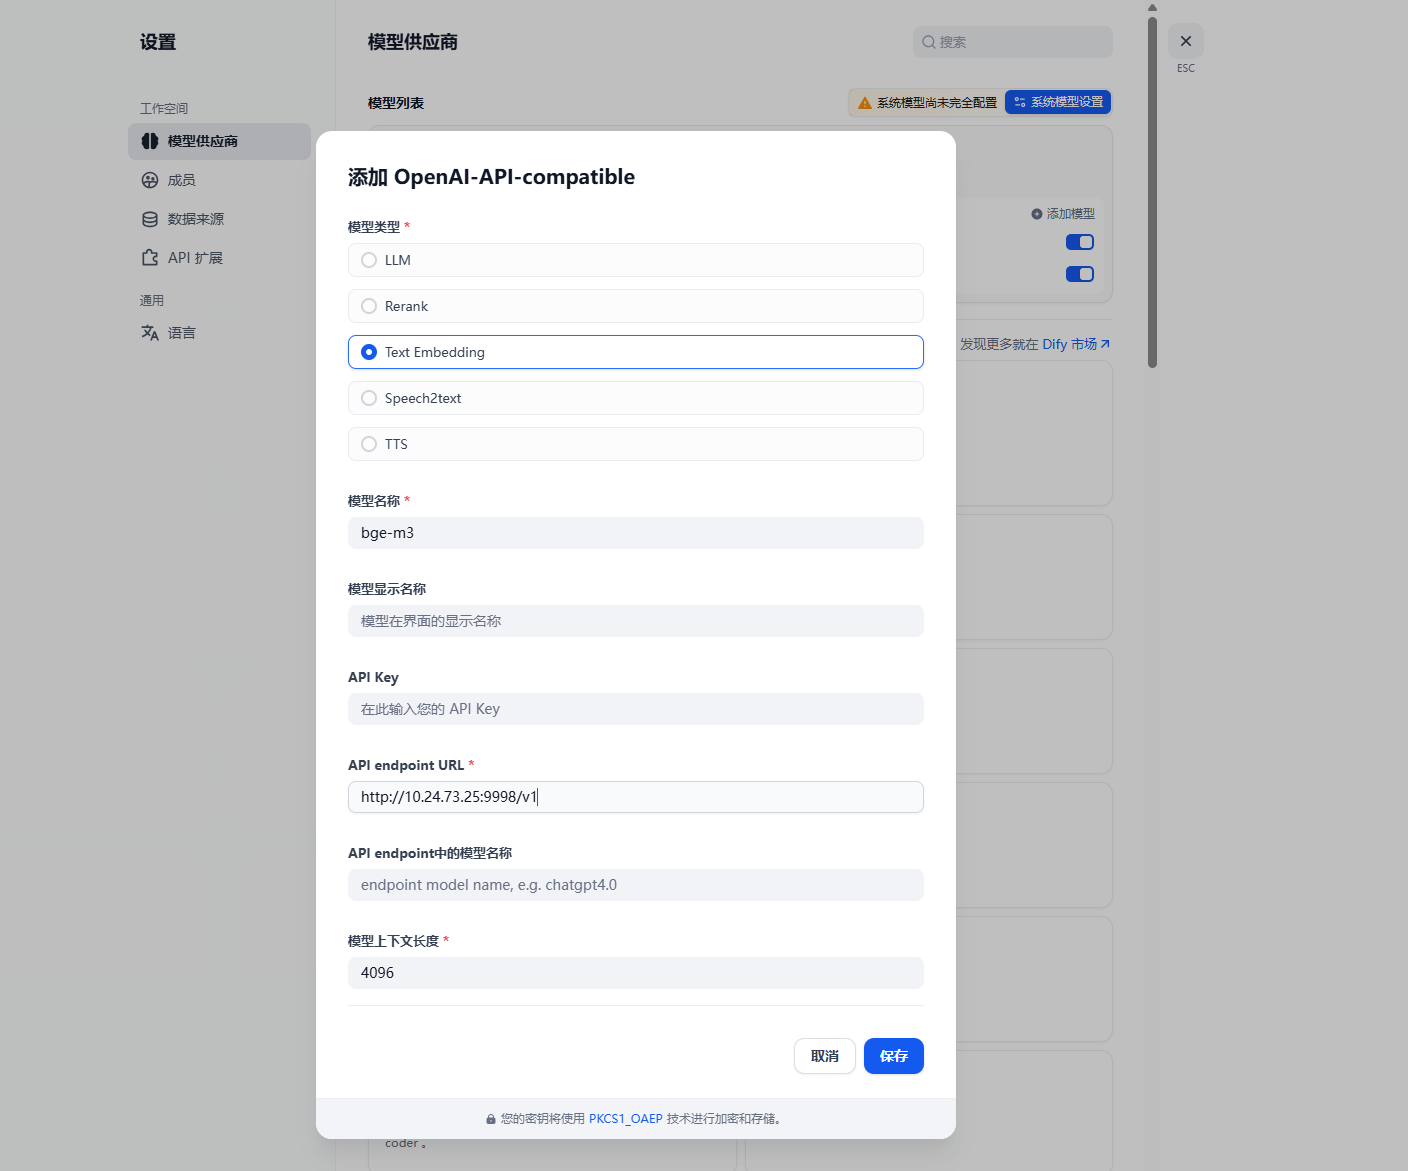 设置
工作空间
模型供应商
成员
数据来源
API 扩展
通用
语言
模型供应商
搜索
ESC
模型列表
系统模型尚未完全配置
系统模型设置
添加模型
发现更多就在 Dify 市场
添加 OpenAI-API-compatible
模型类型 *
LLM
Rerank
Text Embedding
Speech2text
TTS
模型名称 *
bge-m3
模型显示名称
模型在界面的显示名称
API Key
在此输入您的 API Key
API endpoint URL *
http://10.24.73.25:9998/v1
API endpoint中的模型名称
endpoint model name, e.g. chatgpt4.0
模型上下文长度 *
4096
取消
保存
您的密钥将使用 PKCS1_OAEP 技术进行加密和存储。
coder 。